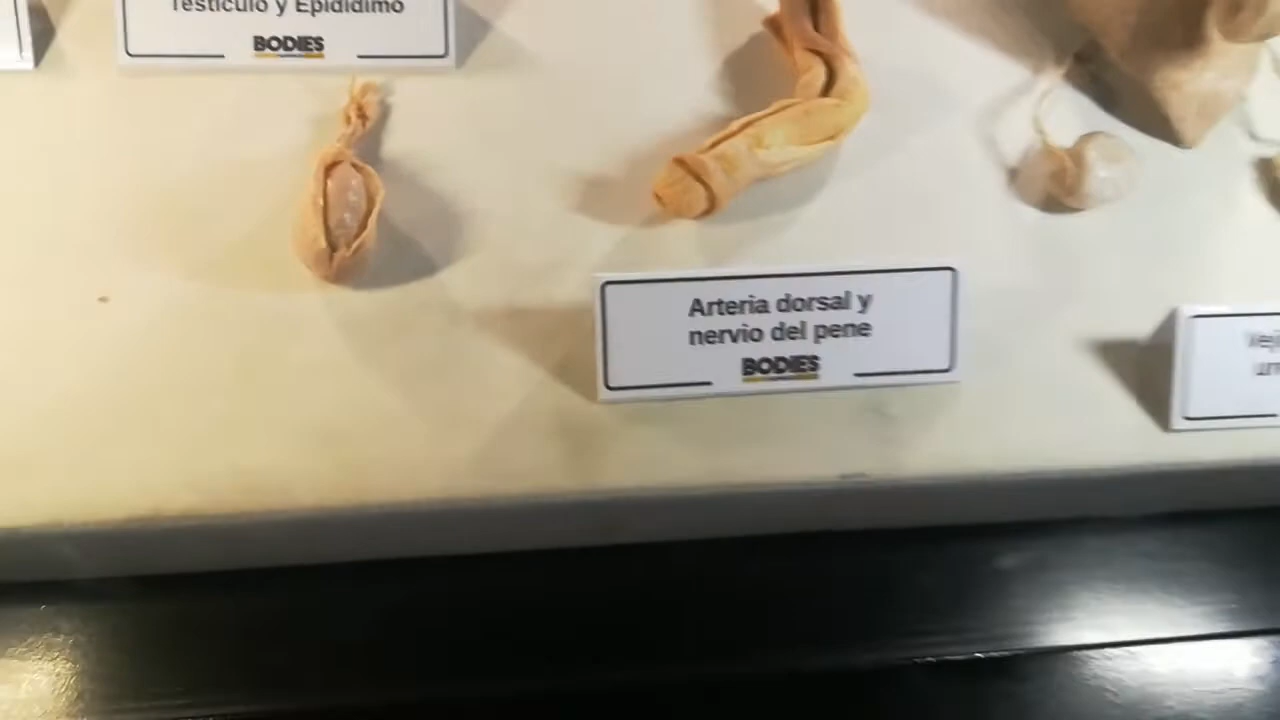 Testículo y Epidídimo
BODIES
Arteria dorsal y
nervio del pene
BODIES